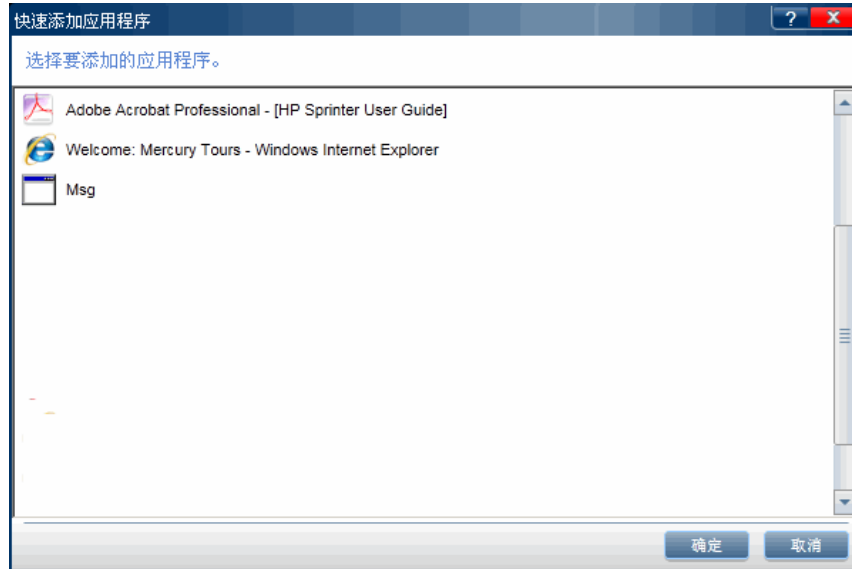 快速添加应用程序
?
选择要添加的应用程序。
Adobe Acrobat Professional - [HP Sprinter User Guide]
Welcome: Mercury Tours - Windows Internet Explorer
Msg
确定
取消